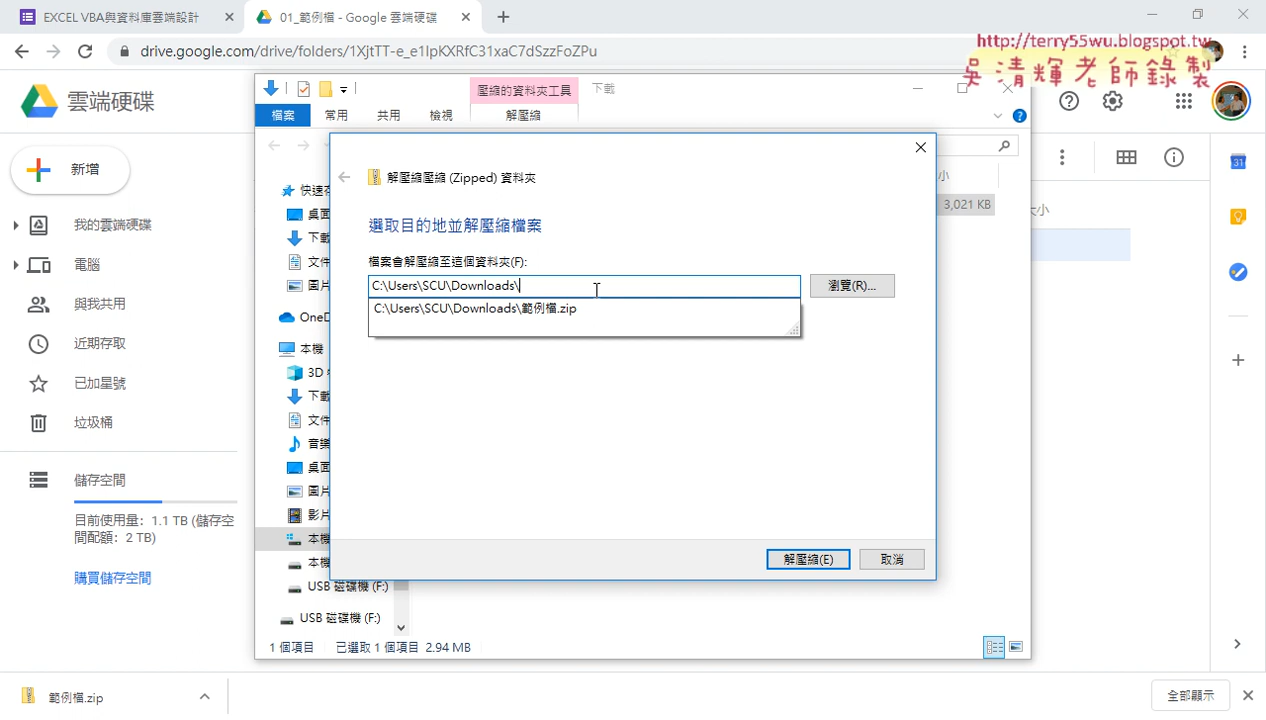 EXCEL VBA與資料庫雲端設計
01_範例檔 - Google 雲端硬碟
drive.google.com/drive/folders/1XjtTT-e_e1IpKXRfC31xaC7dSzzFoZPu
http://terry55wu.blogspot.tw
吳清輝老師錄製
雲端硬碟
壓縮的資料夾工具
下載
檔案
常用
共用
檢視
解壓縮
新增
我的雲端硬碟
電腦
與我共用
近期存取
已加星號
垃圾桶
儲存空間
目前使用量: 1.1 TB (儲存空
間配額: 2 TB)
購買儲存空間
快速存
桌面
下載
文件
圖片
OneD
本機
3D
下載
文件
音樂
桌面
圖片
影片
本機
本機
USB 磁碟機 (F:)
USB 磁碟機 (F:)
小
3,021 KB
大小
31
解壓縮壓縮 (Zipped) 資料夾
選取目的地並解壓縮檔案
檔案會解壓縮至這個資料夾(F):
C:\Users\SCU\Downloads\
瀏覽(R)...
C:\Users\SCU\Downloads\範例檔.zip
解壓縮(E)
取消
1 個項目
已選取 1 個項目 2.94 MB
範例檔.zip
全部顯示